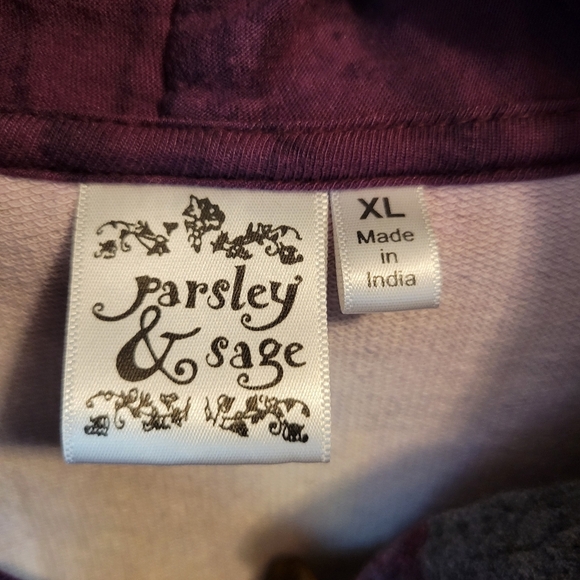 parsley
& sage
XL
Made
in
India